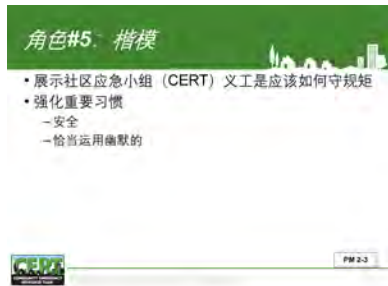 角色#5：楷模
• 展示社区应急小组（CERT）义工是应该如何守规矩
• 强化重要习惯
–安全
–恰当运用幽默的
CERT
PM 2-3